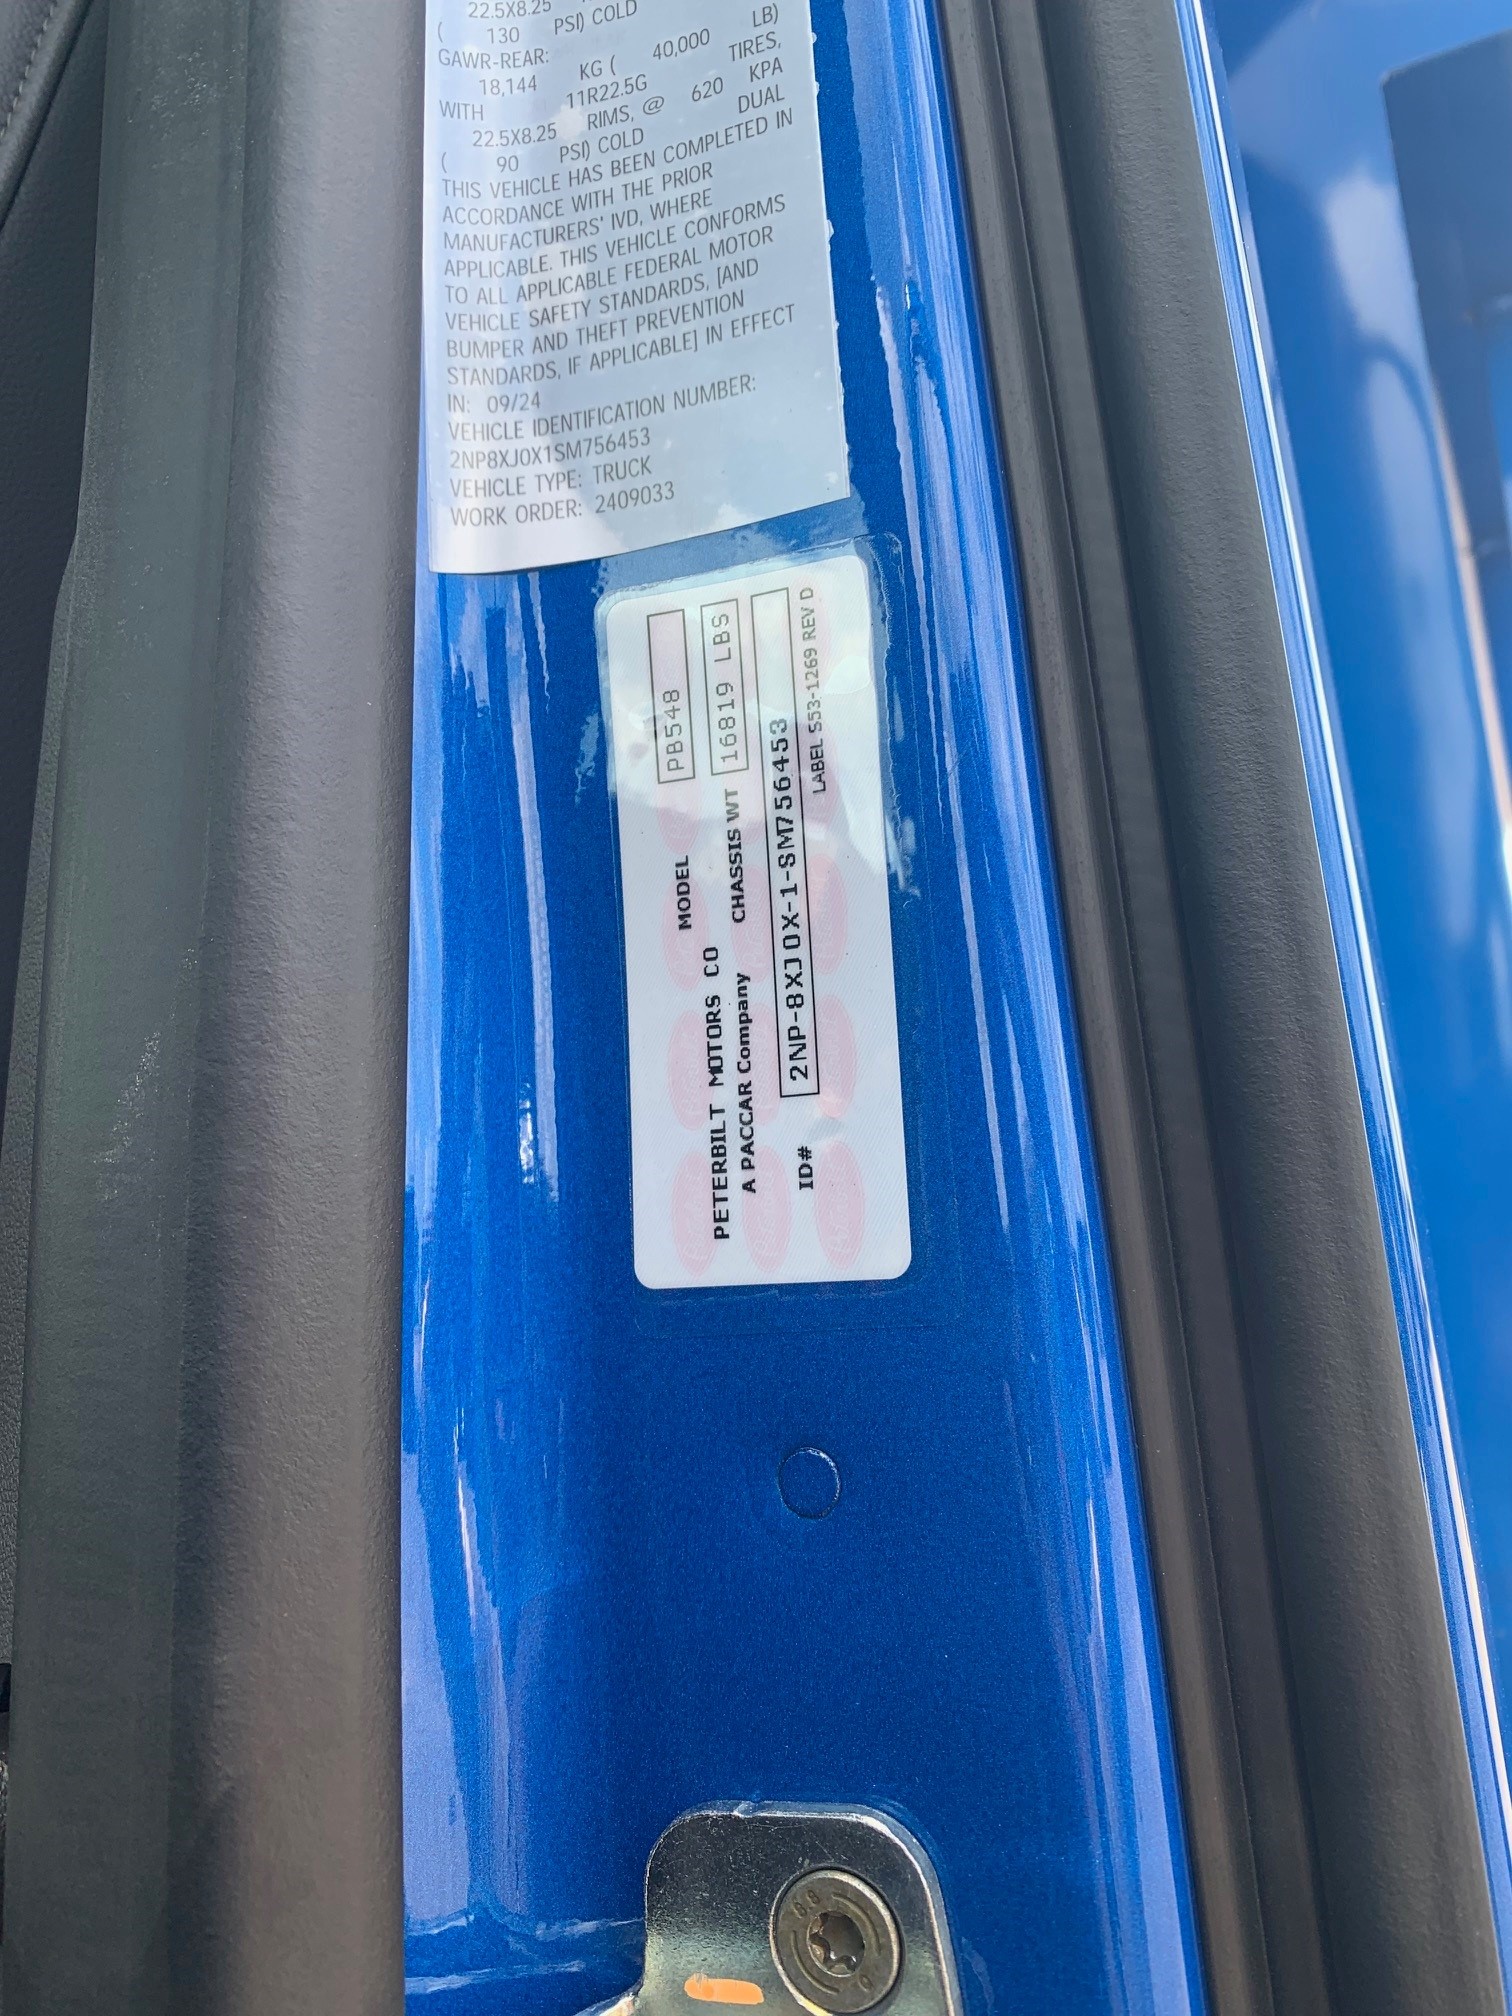 22.5X8.25
( 130 PSI) COLD
GAWR-REAR:
18,144 KG ( 40,000 LB)
WITH 11R22.5G TIRES,
22.5X8.25 RIMS, @ 620 KPA
( 90 PSI) COLD DUAL
THIS VEHICLE HAS BEEN COMPLETED IN
ACCORDANCE WITH THE PRIOR
MANUFACTURERS' IVD, WHERE
APPLICABLE. THIS VEHICLE CONFORMS
TO ALL APPLICABLE FEDERAL MOTOR
VEHICLE SAFETY STANDARDS, [AND
BUMPER AND THEFT PREVENTION
STANDARDS, IF APPLICABLE] IN EFFECT
IN: 09/24
VEHICLE IDENTIFICATION NUMBER:
2NP8XJ0X1SM756453
VEHICLE TYPE: TRUCK
WORK ORDER: 2409033
MODEL PB548
PETERBILT MOTORS CO
CHASSIS WT 16819 LBS
A PACCAR Company
ID# 2NP-8XJ0X-1-SM756453
LABEL S53-1269 REV D
8.8